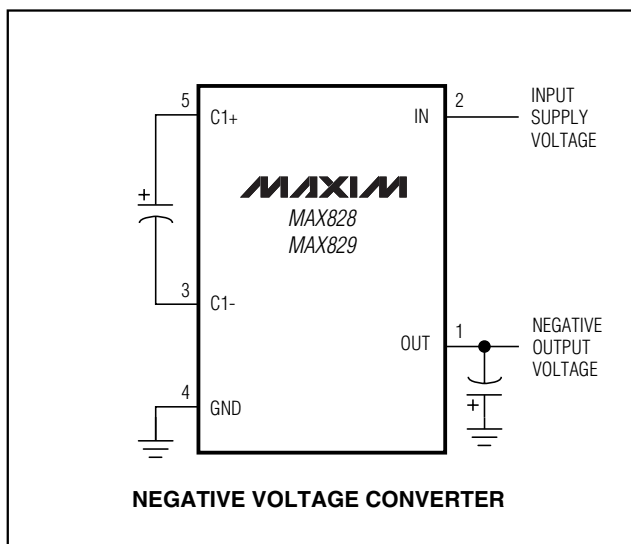 5
C1+
IN
2
INPUT
SUPPLY
VOLTAGE
MAXIM
MAX828
MAX829
+
3
C1-
OUT
1
NEGATIVE
OUTPUT
VOLTAGE
4
GND
+
NEGATIVE VOLTAGE CONVERTER